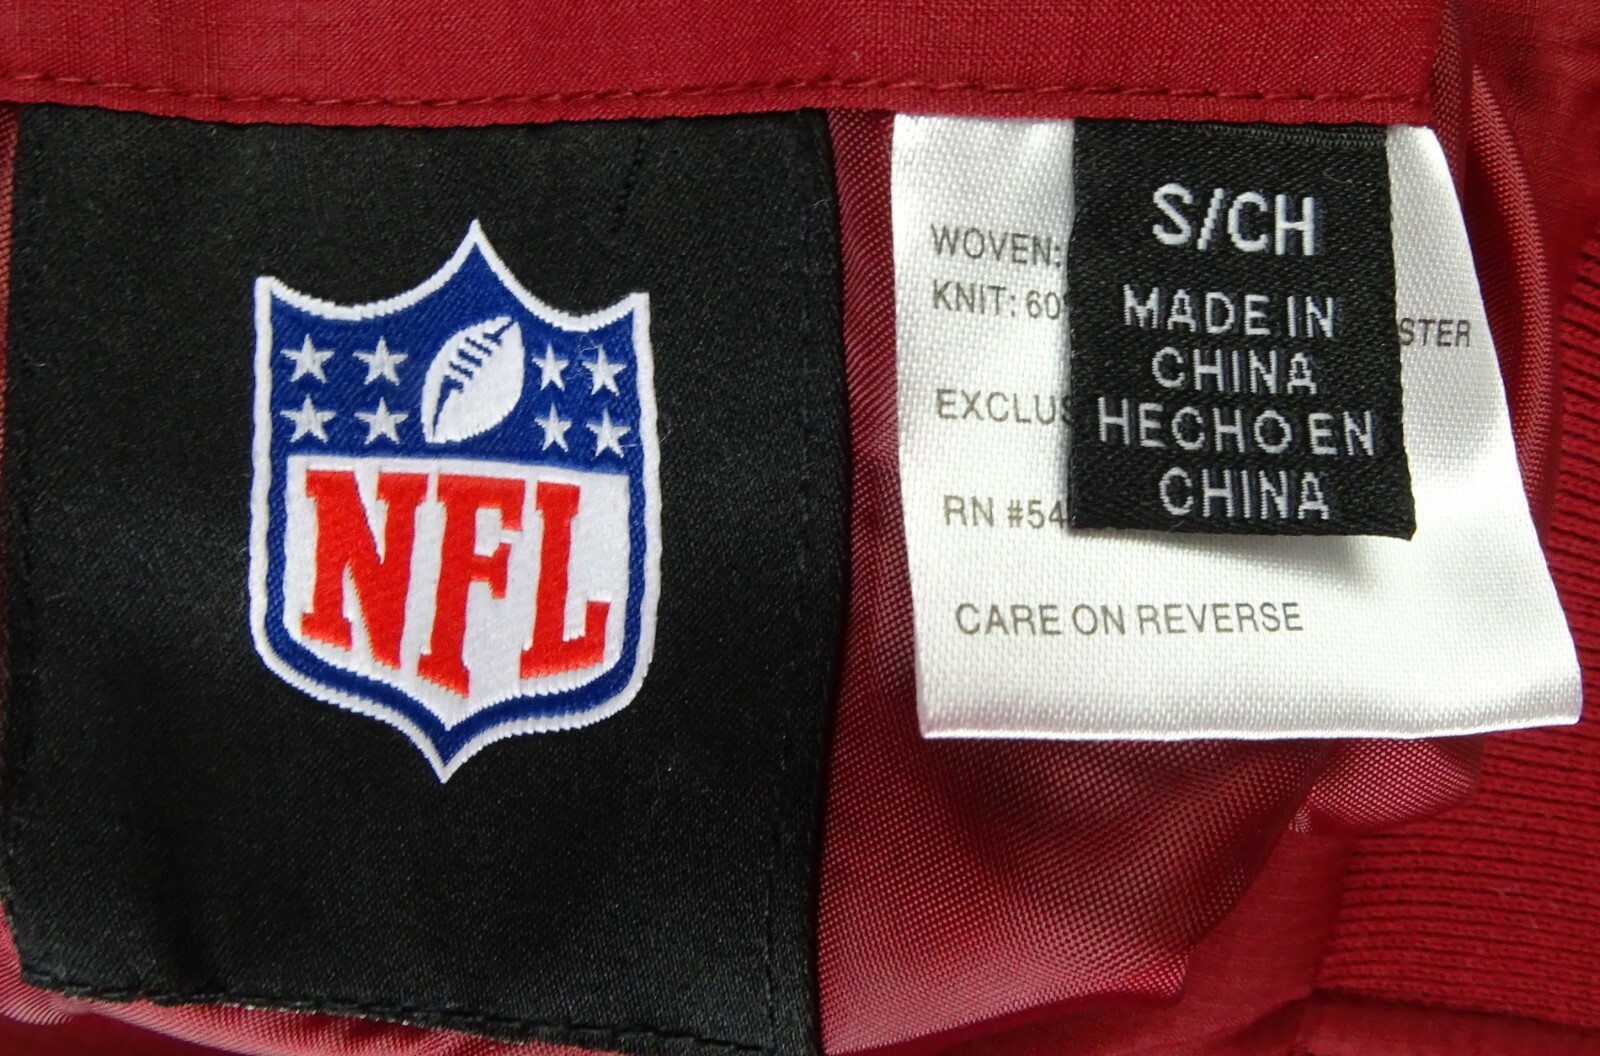 NFL
WOVEN:
KNIT: 60
EXCLUS
RN #54
CARE ON REVERSE
STER
S/CH
MADE IN
CHINA
HECHO EN
CHINA